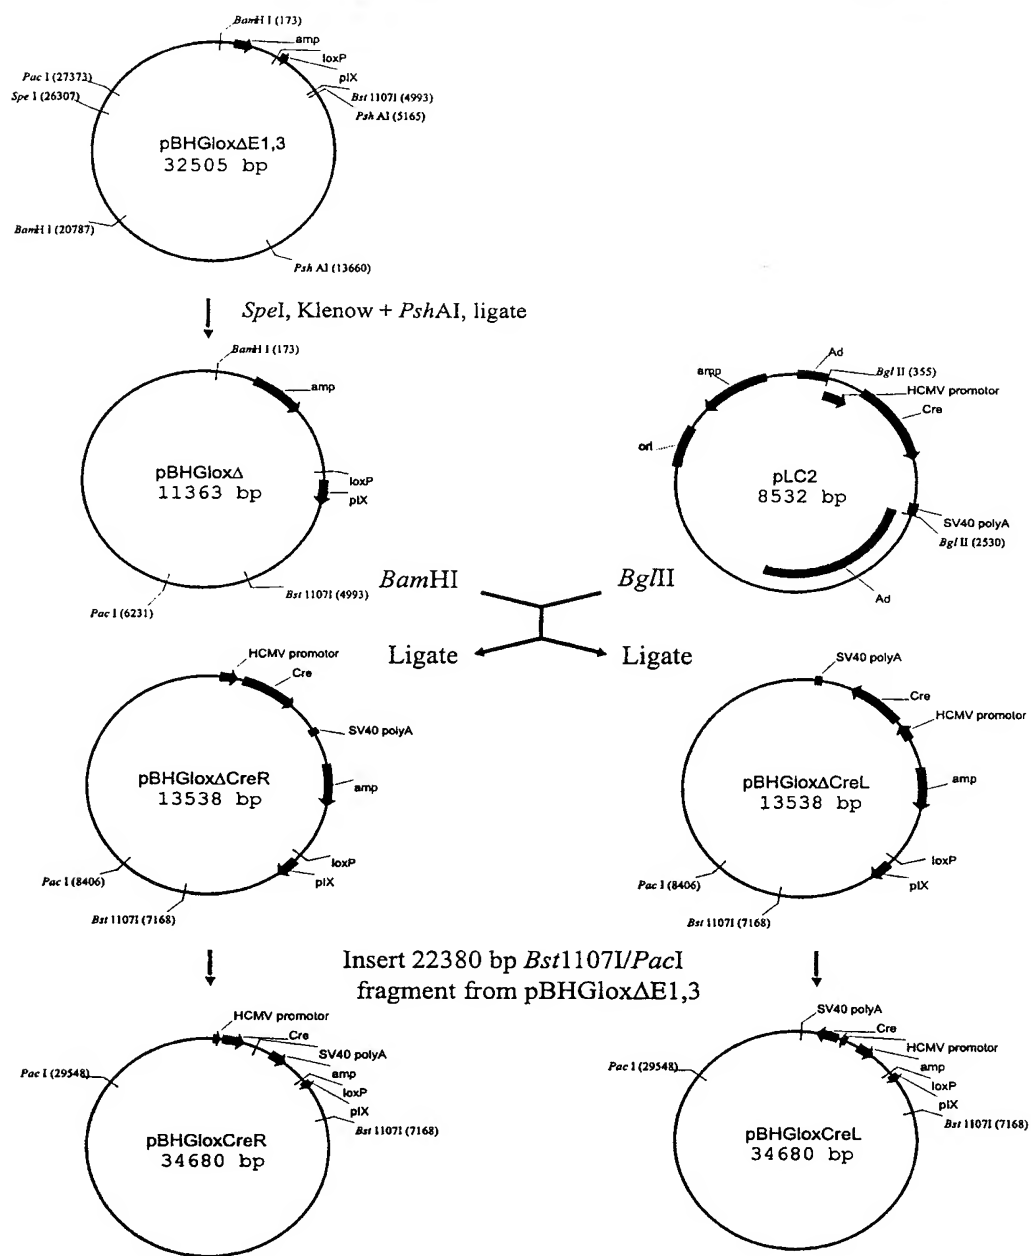 BamH I (173)
amp
loxP
pIX
Pac I (27373)
Spe I (26307)
Bst 1107I (4993)
Psh AI (5165)
pBHGloxΔE1,3
32505 bp
BamH I (20787)
Psh AI (13660)
SpeI, Klenow + PshAI, ligate
BamH I (173)
amp
pBHGloxΔ
11363 bp
loxP
pIX
Pac I (6231)
Bst 1107I (4993)
Ad
amp
Bgl II (355)
HCMV promotor
Cre
ori
pLC2
8532 bp
SV40 polyA
Bgl II (2530)
Ad
BamHI
BglII
Ligate
Ligate
HCMV promotor
Cre
SV40 polyA
pBHGloxΔCreR
13538 bp
amp
loxP
pIX
Pac I (8406)
Bst 1107I (7168)
SV40 polyA
Cre
HCMV promotor
pBHGloxΔCreL
13538 bp
amp
loxP
pIX
Pac I (8406)
Bst 1107I (7168)
Insert 22380 bp Bst1107I/PacI
fragment from pBHGloxΔE1,3
HCMV promotor
Cre
SV40 polyA
amp
loxP
pIX
Pac I (29548)
Bst 1107I (7168)
pBHGloxCreR
34680 bp
SV40 polyA
Cre
HCMV promotor
amp
loxP
pIX
Pac I (29548)
Bst 1107I (7168)
pBHGloxCreL
34680 bp